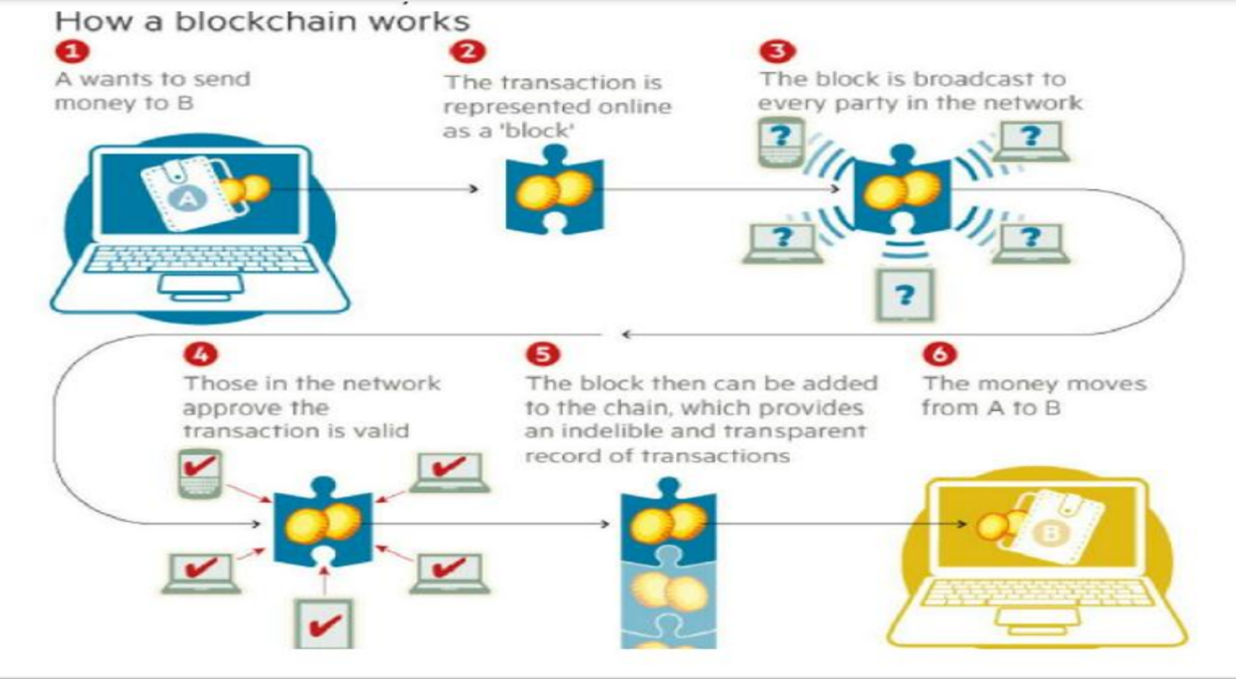 How a blockchain works
1
A wants to send
money to B
2
The transaction is
represented online
as a 'block'
3
The block is broadcast to
every party in the network
A
?
?
?
?
?
4
Those in the network
approve the
transaction is valid
5
The block then can be added
to the chain, which provides
an indelible and transparent
record of transactions
6
The money moves
from A to B
B